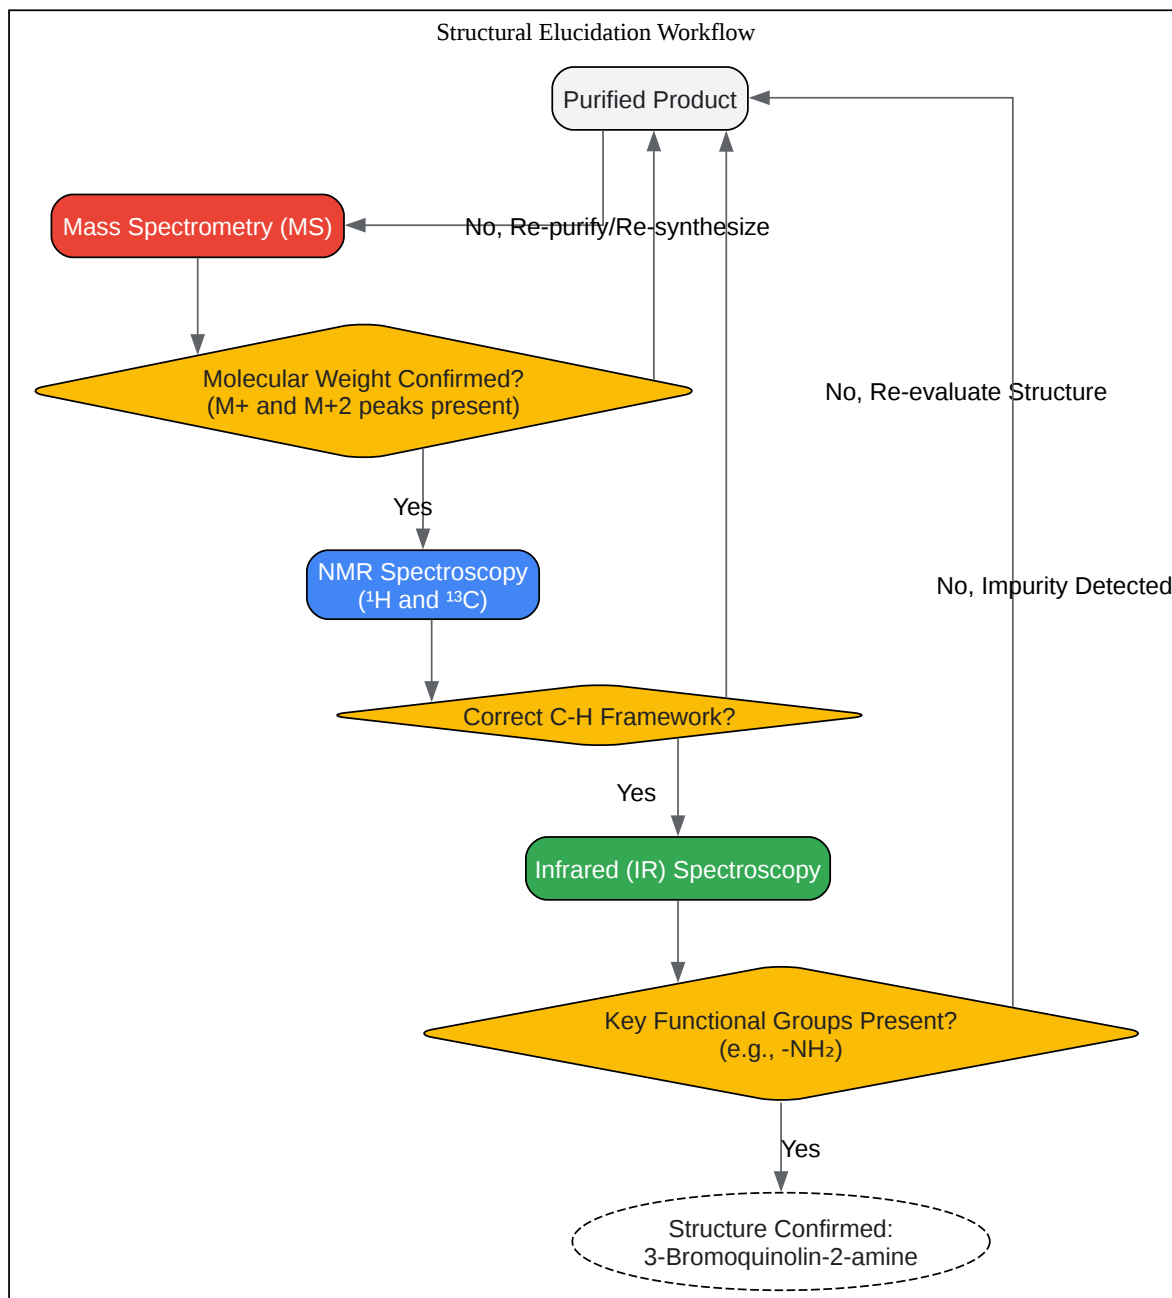 Structural Elucidation Workflow
Purified Product
Mass Spectrometry (MS)
No, Re-purify/Re-synthesize
Molecular Weight Confirmed?
(M+ and M+2 peaks present)
No, Re-evaluate Structure
Yes
NMR Spectroscopy
(¹H and ¹³C)
No, Impurity Detected
Correct C-H Framework?
Yes
Infrared (IR) Spectroscopy
Key Functional Groups Present?
(e.g., -NH₂)
Yes
Structure Confirmed:
3-Bromoquinolin-2-amine